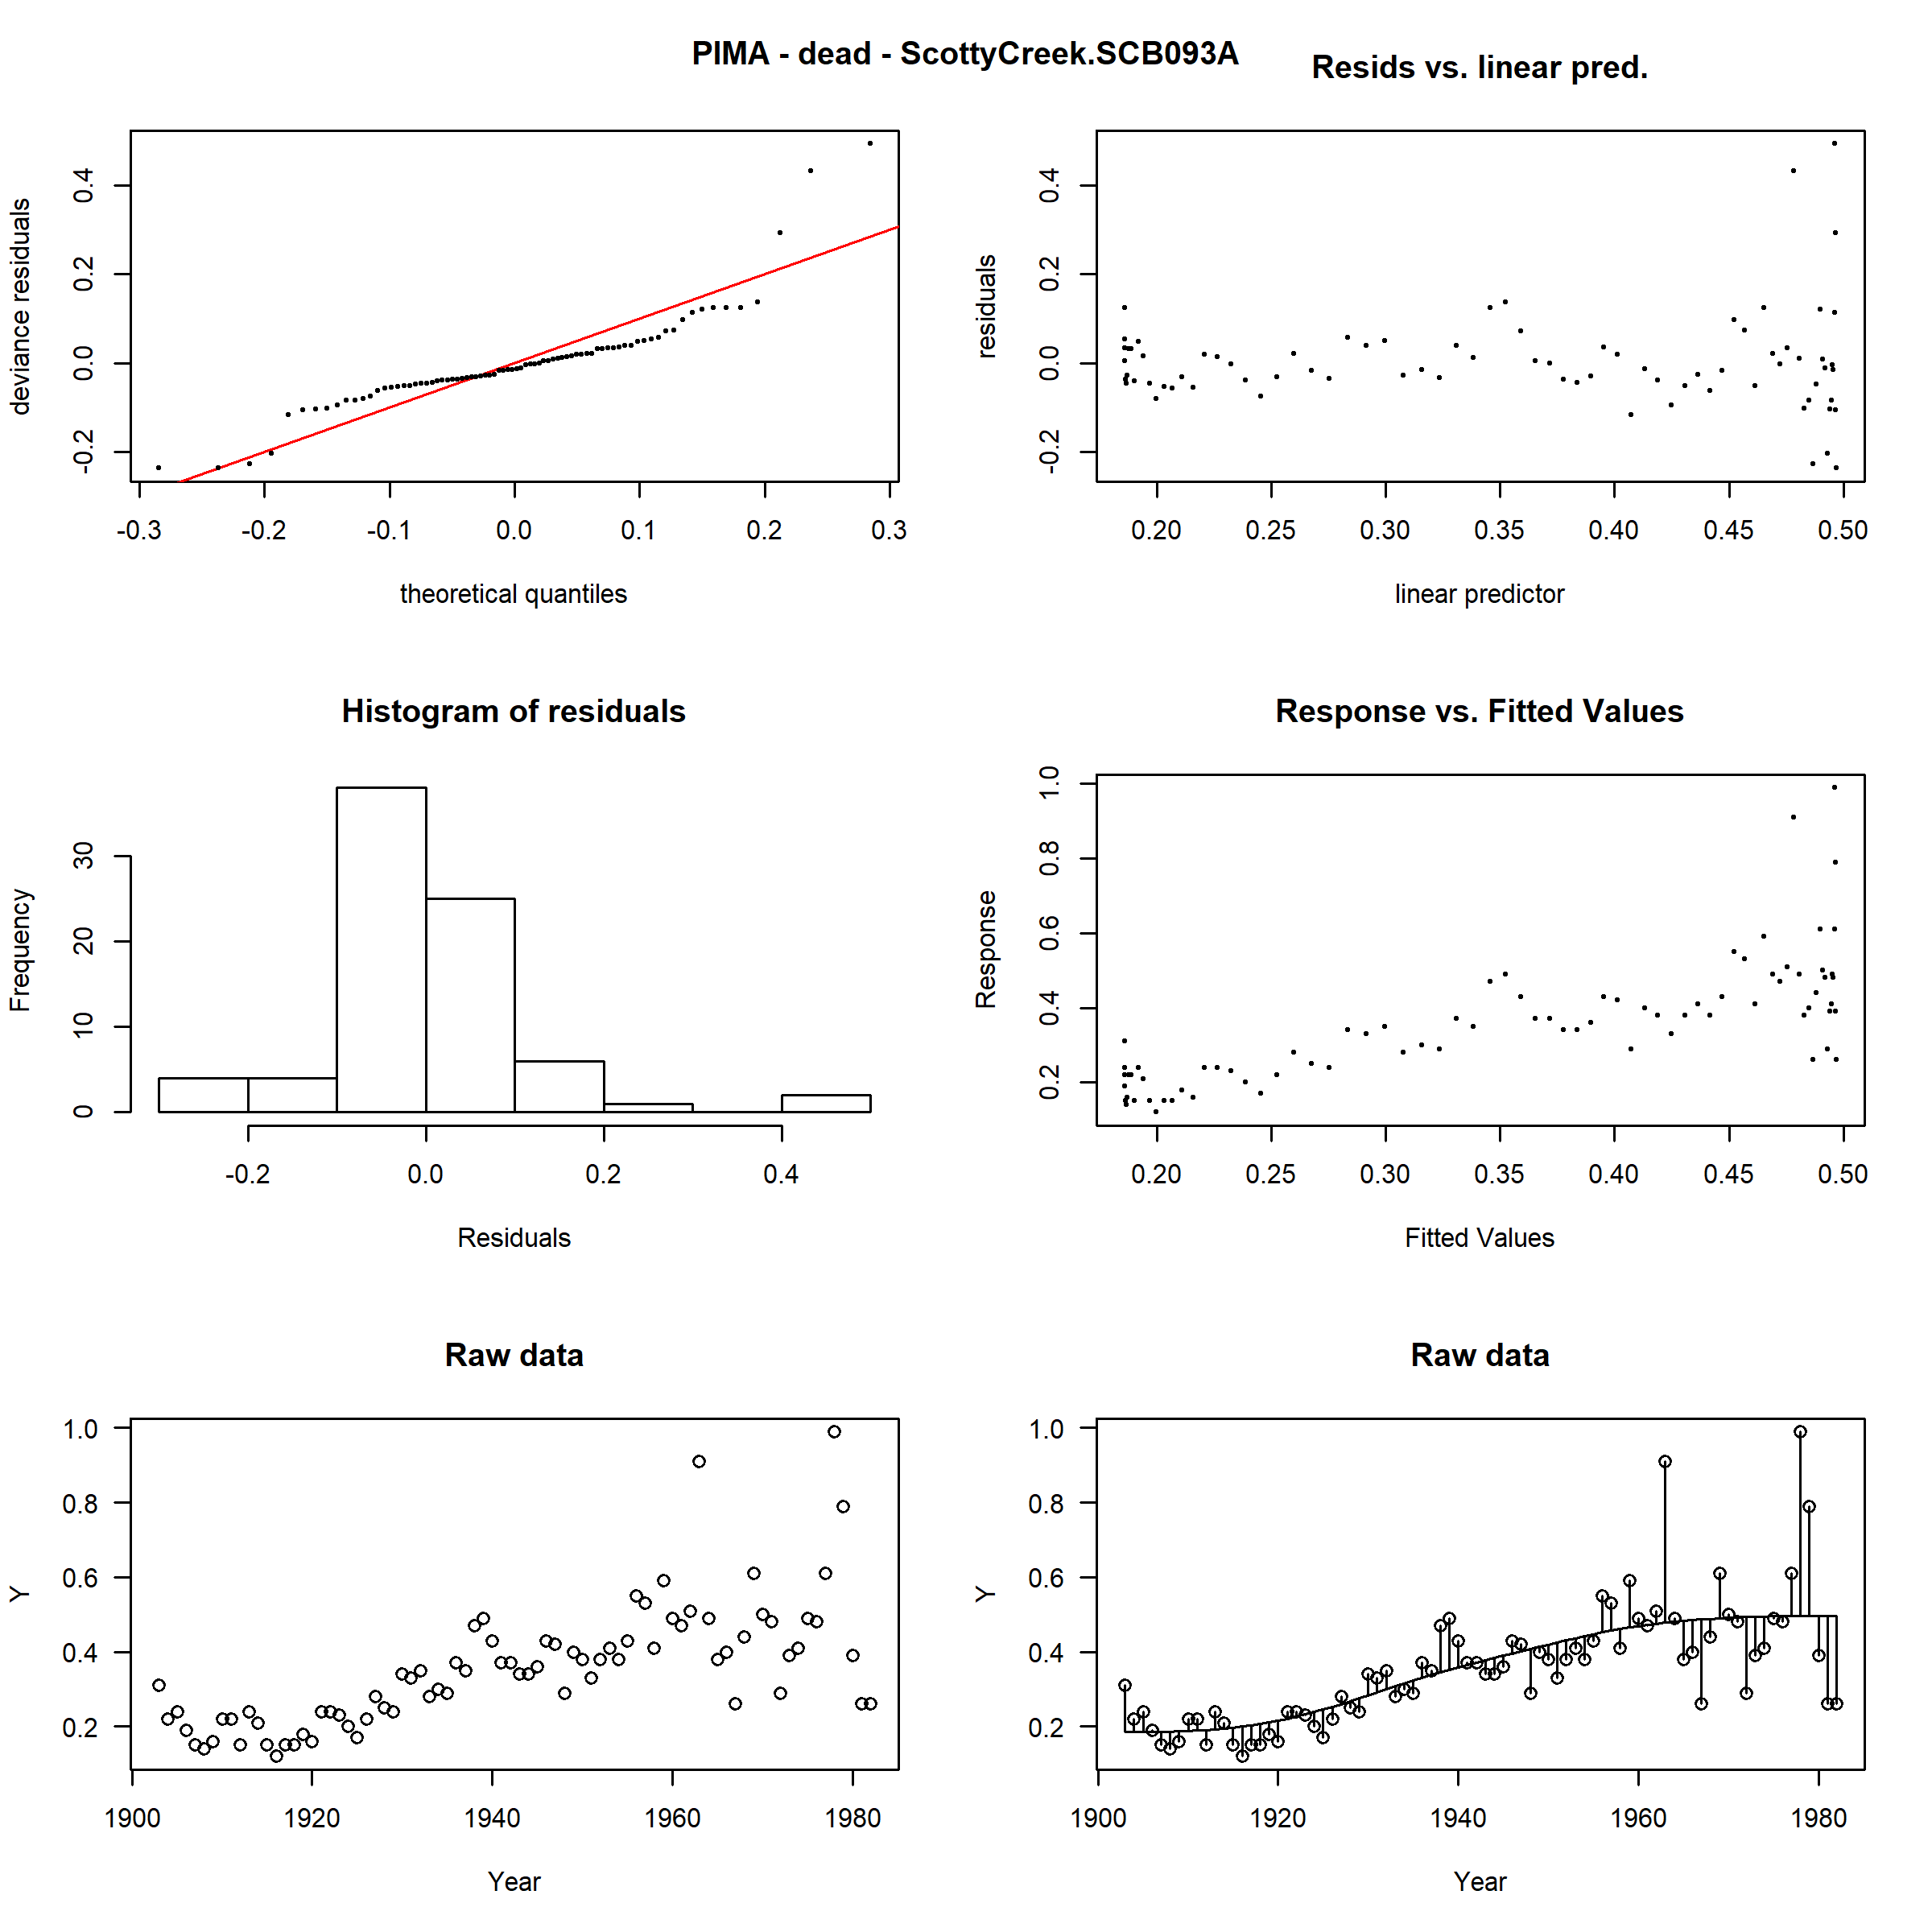 PIMA - dead - ScottyCreek.SCB093A
Resids vs. linear pred.
deviance residuals
-0.2 0.0 0.2 0.4
-0.3 -0.2 -0.1 0.0 0.1 0.2 0.3
theoretical quantiles
residuals
-0.2 0.0 0.2 0.4
0.20 0.25 0.30 0.35 0.40 0.45 0.50
linear predictor
Histogram of residuals
Frequency
0 10 20 30
-0.2 0.0 0.2 0.4
Residuals
Response vs. Fitted Values
Response
0.2 0.4 0.6 0.8 1.0
0.20 0.25 0.30 0.35 0.40 0.45 0.50
Fitted Values
Raw data
Y
1.0
0.8
0.6
0.4
0.2
1900 1920 1940 1960 1980
Year
Raw data
Y
1.0
0.8
0.6
0.4
0.2
1900 1920 1940 1960 1980
Year